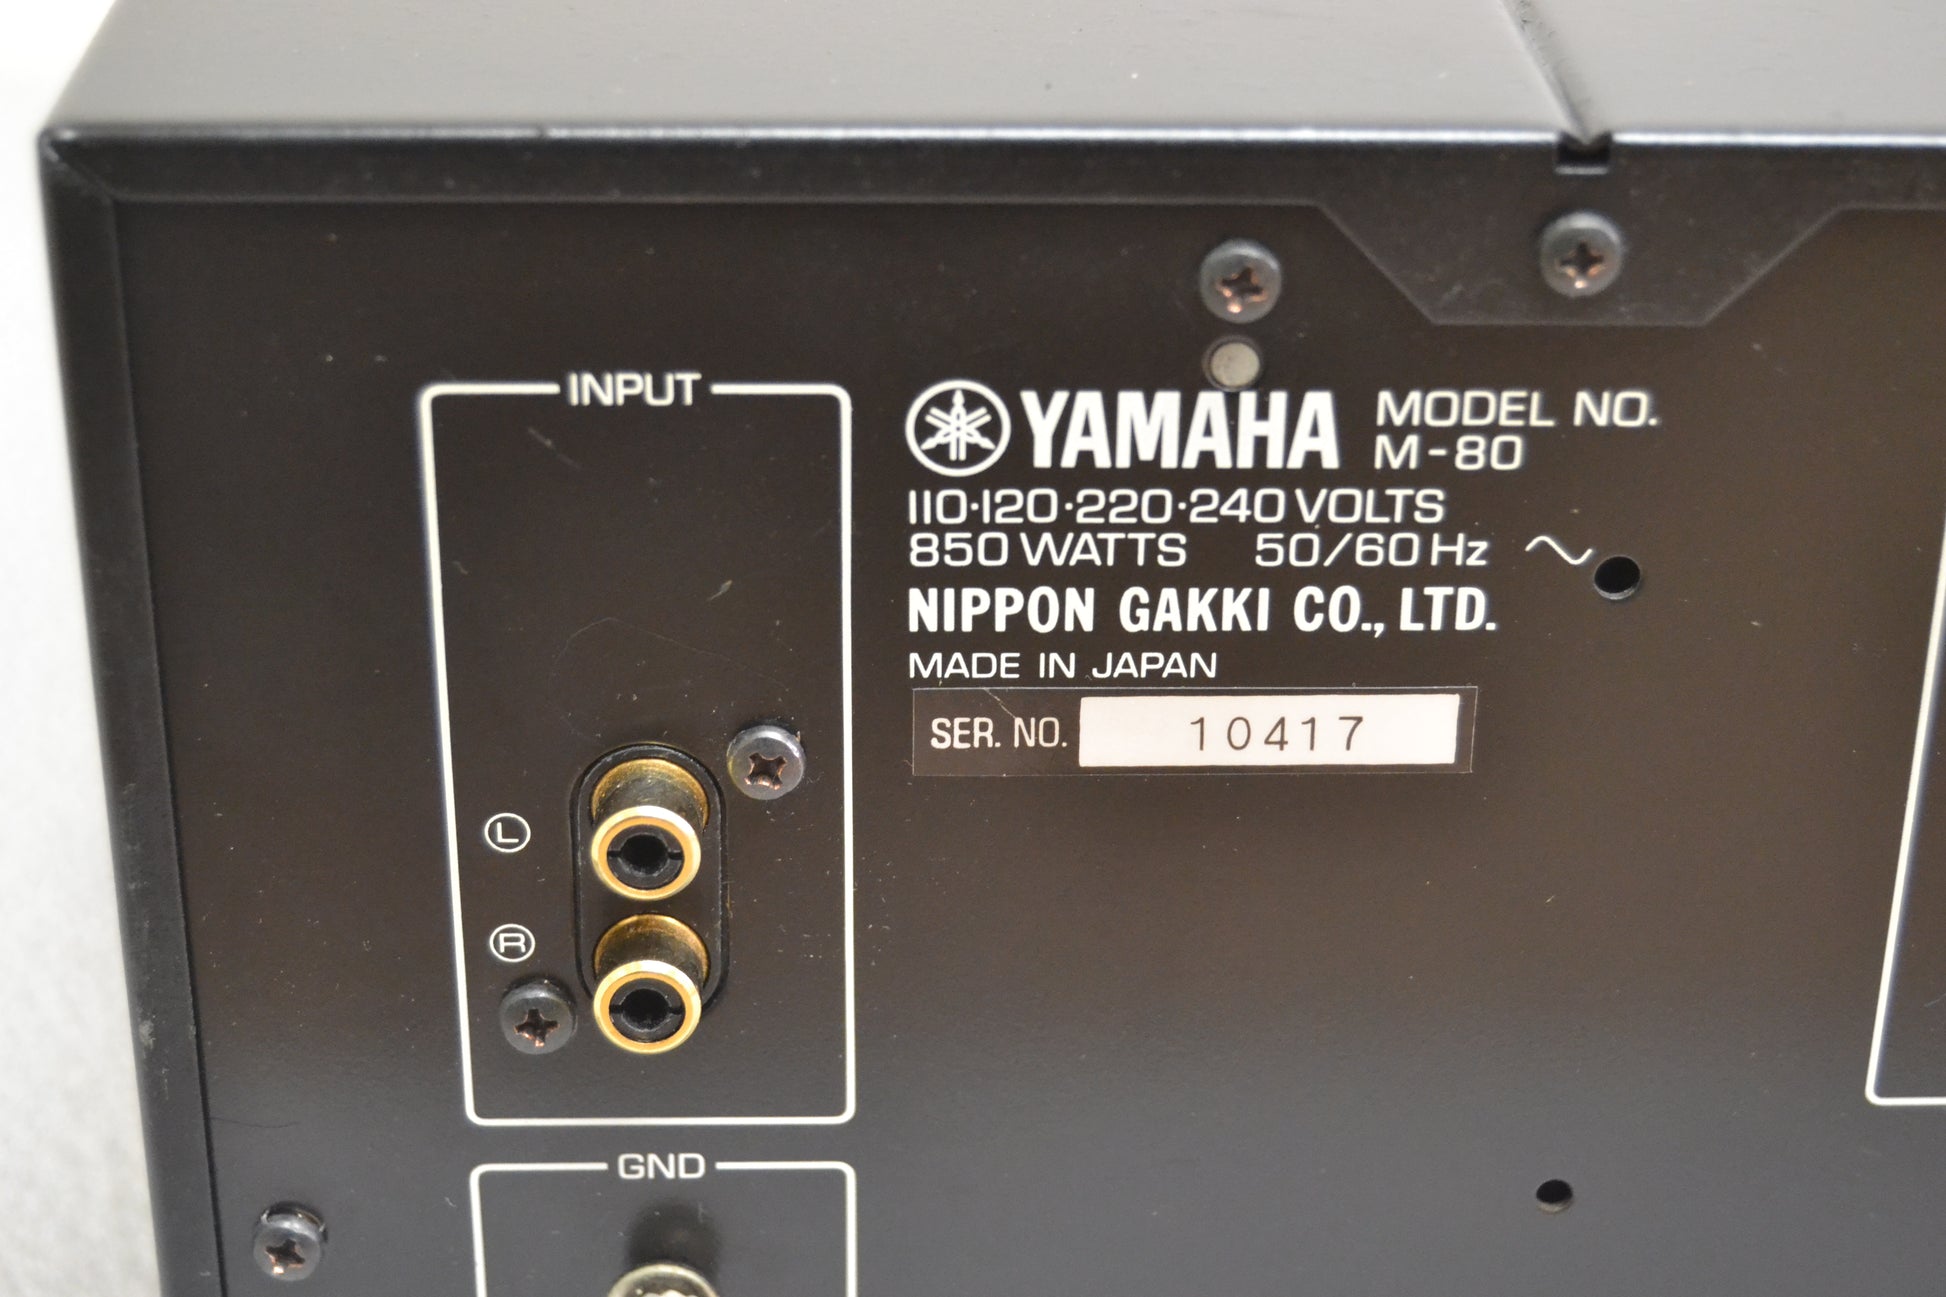 INPUT
YAMAHA
MODEL NO.
M-80
110·120·220·240 VOLTS
850 WATTS 50/60 Hz ~
NIPPON GAKKI CO., LTD.
MADE IN JAPAN
SER. NO. 10417
L
R
GND